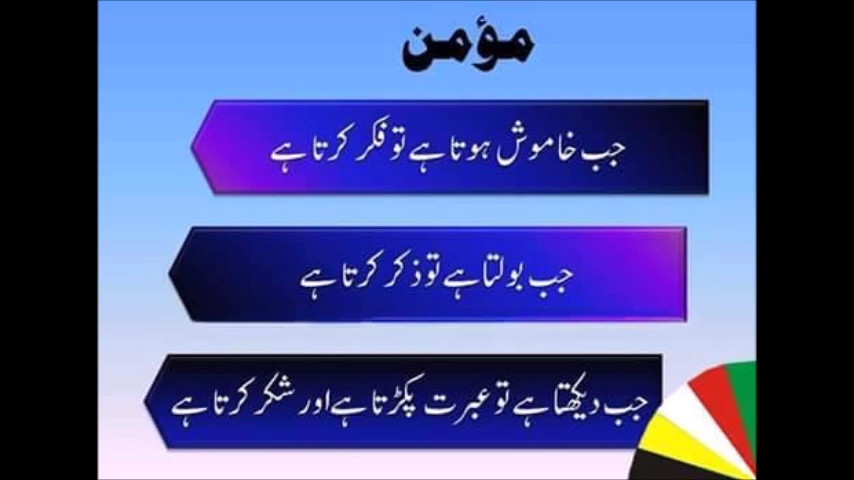 مؤمن
جب خاموش ہوتا ہے تو فکر کرتا ہے
جب بولتا ہے تو ذکر کرتا ہے
جب دیکھتا ہے تو عبرت پکڑتا ہے اور شکر کرتا ہے